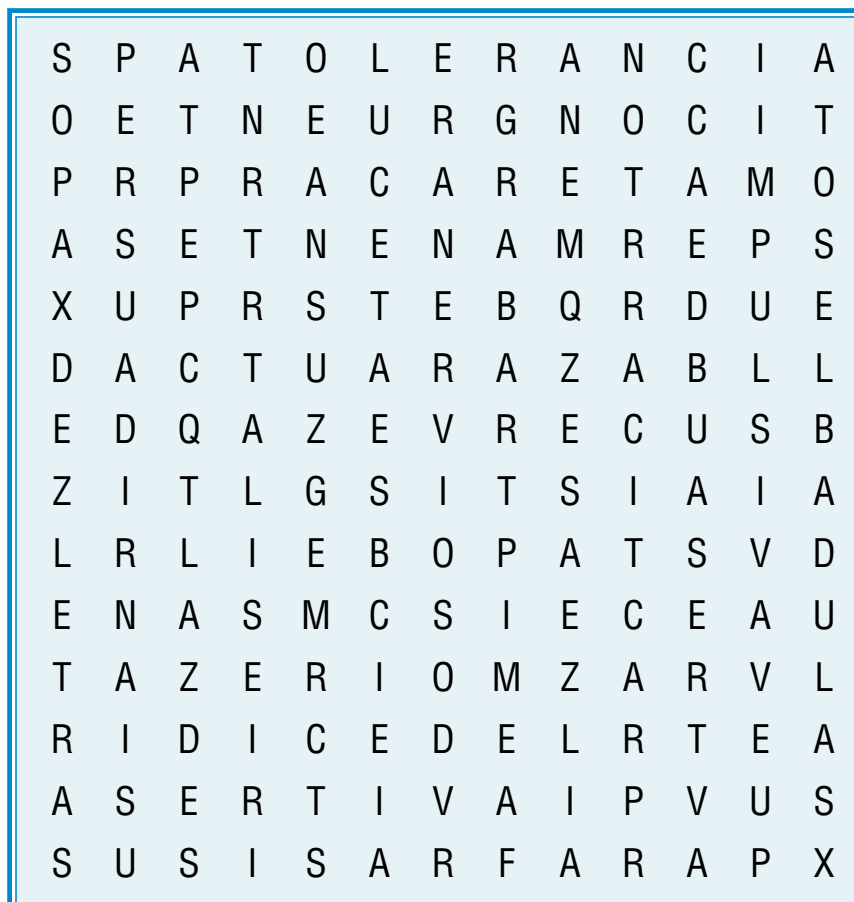 S P A T O L E R A N C I A
O E T N E U R G N O C I T
P R P R A C A R E T A M O
A S E T N E N A M R E P S
X U P R S T E B Q R D U E
D A C T U A R A Z A B L L
E D Q A Z E V R E C U S B
Z I T L G S I T S I A I A
L R L I E B O P A T S V D
E N A S M C S I E C E A U
T A Z E R I O M Z A R V L
R I D I C E D E L R T E A
A S E R T I V A I P V U S
S U S I S A R F A R A P X